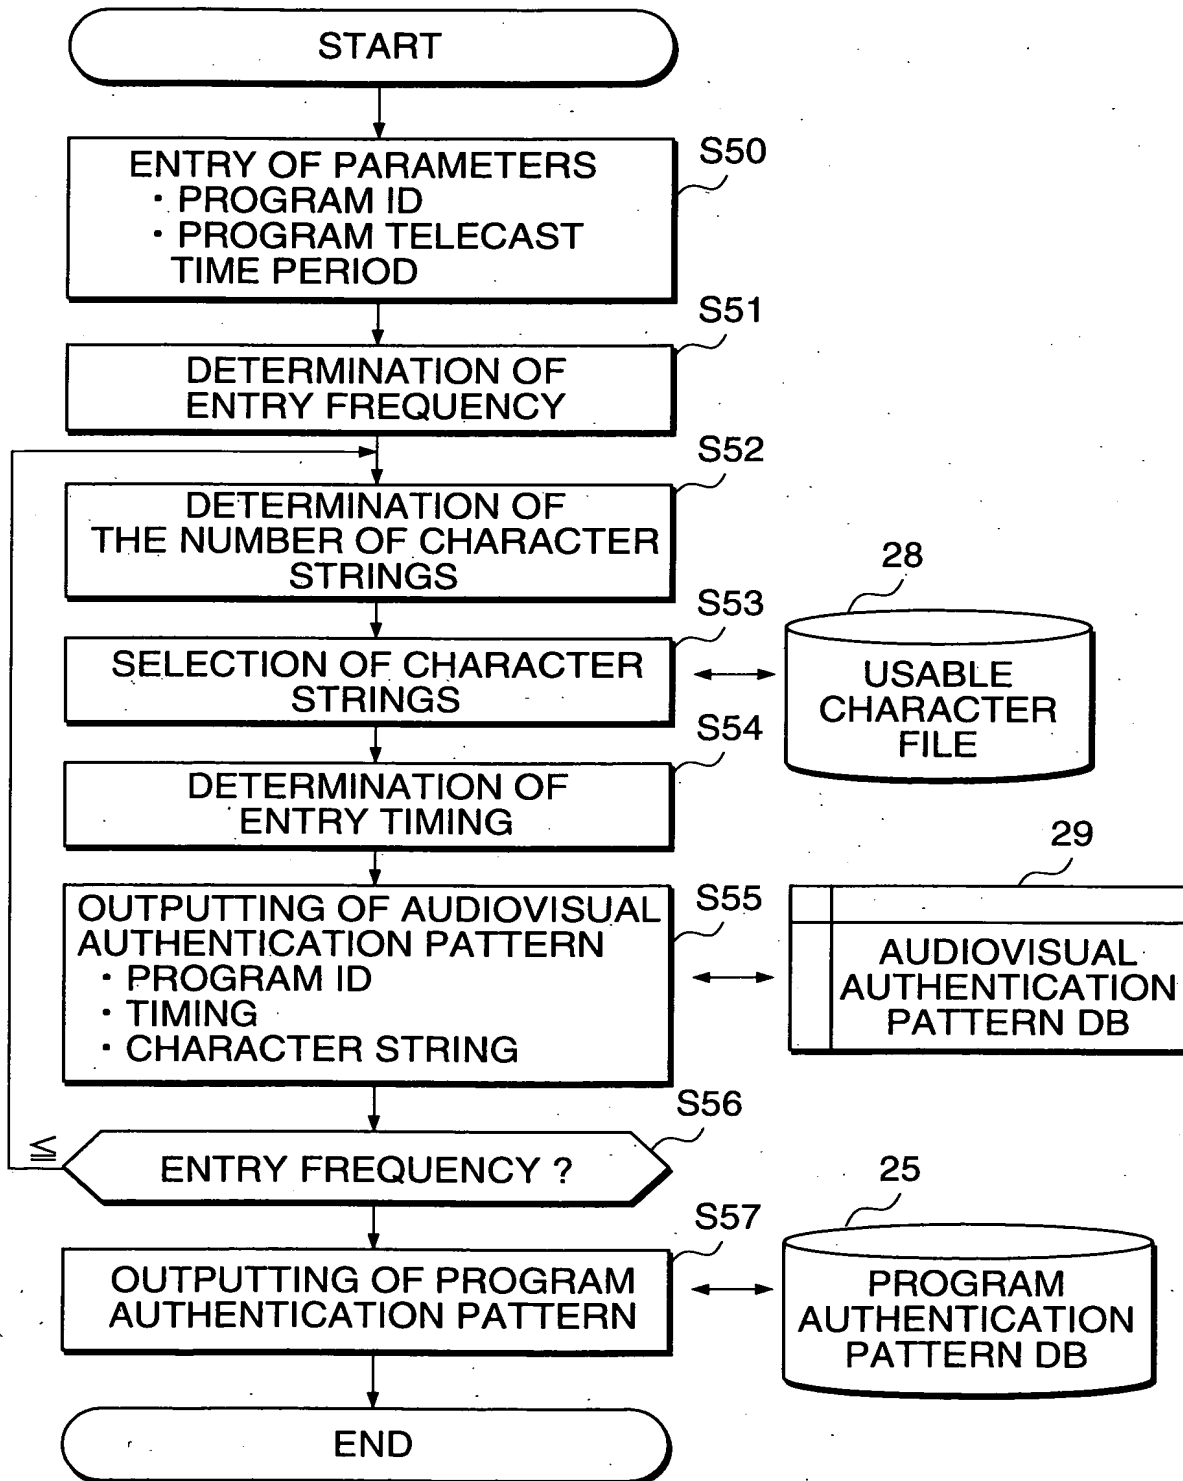 START
S50
ENTRY OF PARAMETERS
・PROGRAM ID
・PROGRAM TELECAST
TIME PERIOD
S51
DETERMINATION OF
ENTRY FREQUENCY
S52
DETERMINATION OF
THE NUMBER OF CHARACTER
STRINGS
S53
SELECTION OF CHARACTER
STRINGS
28
USABLE
CHARACTER
FILE
S54
DETERMINATION OF
ENTRY TIMING
S55
OUTPUTTING OF AUDIOVISUAL
AUTHENTICATION PATTERN
・PROGRAM ID
・TIMING
・CHARACTER STRING
29
AUDIOVISUAL
AUTHENTICATION
PATTERN DB
S56
≦
ENTRY FREQUENCY ?
S57
OUTPUTTING OF PROGRAM
AUTHENTICATION PATTERN
25
PROGRAM
AUTHENTICATION
PATTERN DB
END